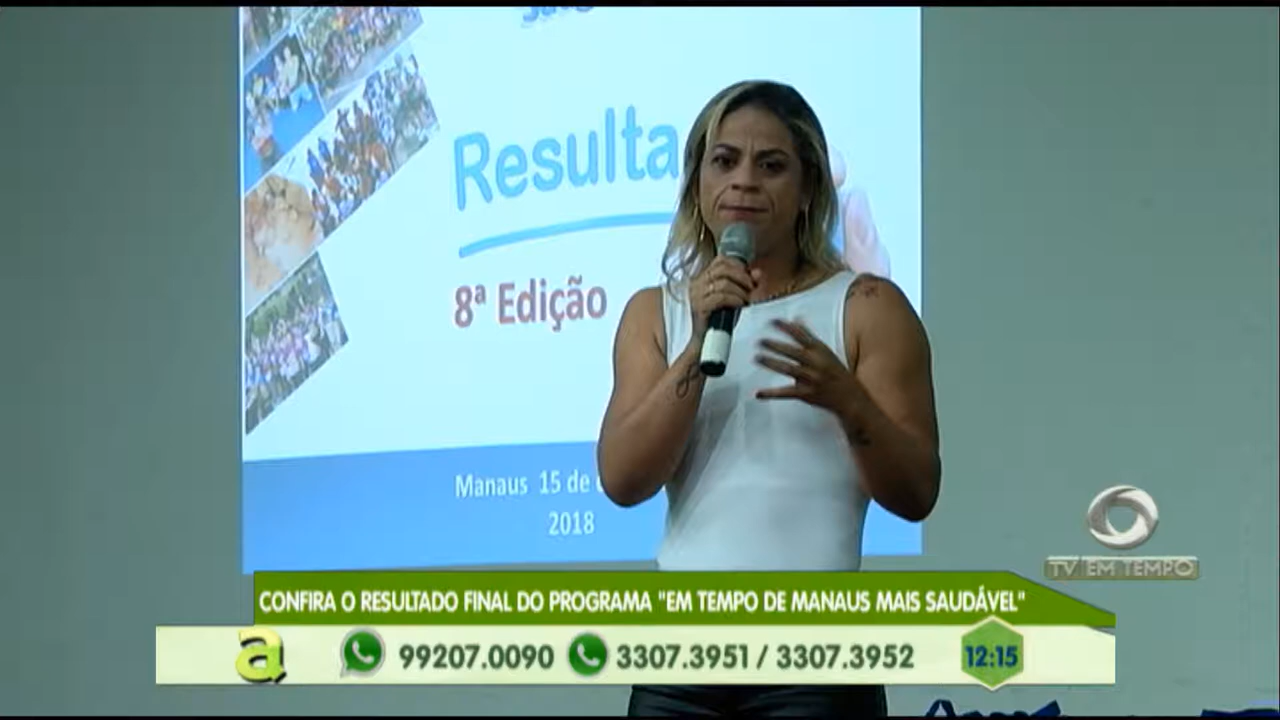 Resulta
8ª Edição
Manaus 15 de
2018
TV EM TEMPO
CONFIRA O RESULTADO FINAL DO PROGRAMA "EM TEMPO DE MANAUS MAIS SAUDÁVEL"
a 99207.0090 3307.3951 / 3307.3952 12:15